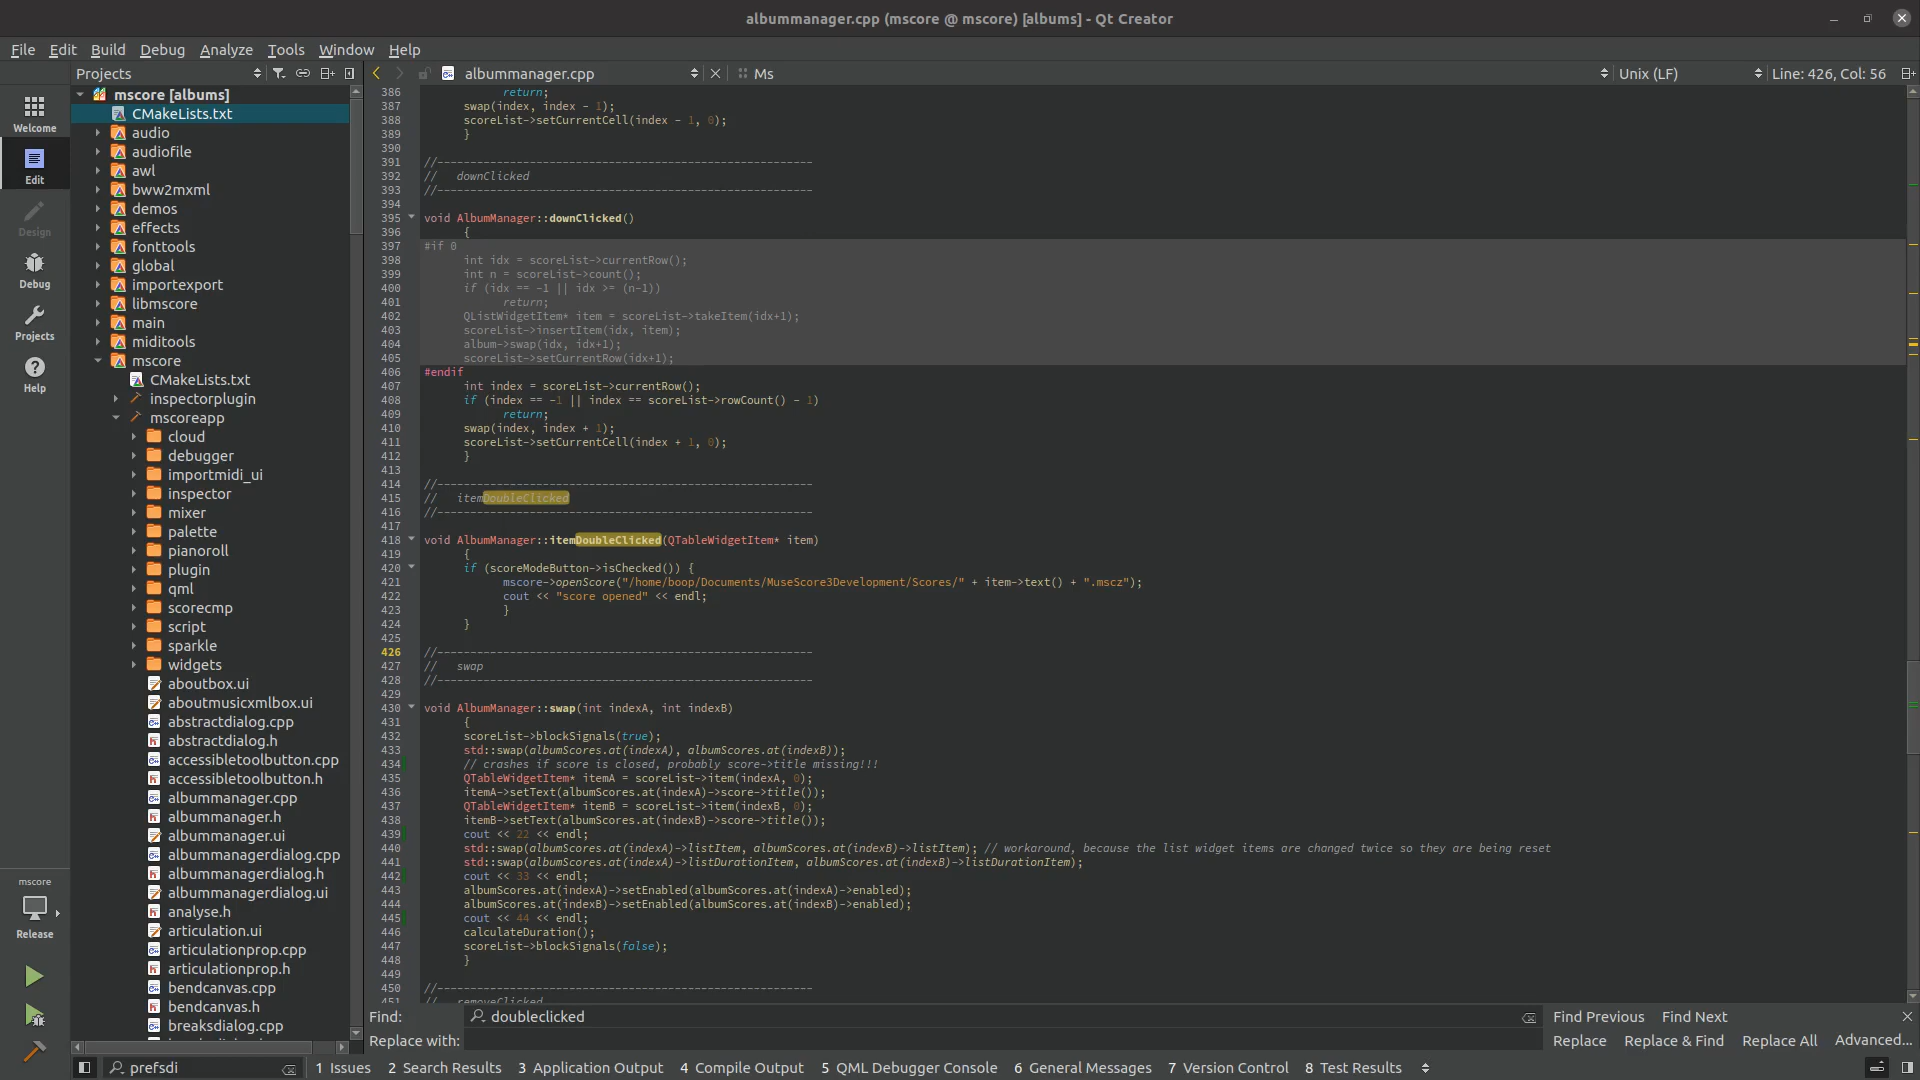 albummanager.cpp (mscore @ mscore) [albums] - Qt Creator
File Edit Build Debug Analyze Tools Window Help
Projects
albummanager.cpp
Ms
Unix (LF)
Line: 426, Col: 56
Welcome
Edit
Design
Debug
Projects
Help
mscore
Release
mscore [albums]
CMakeLists.txt
audio
audiofile
awl
bww2mxml
demos
effects
fonttools
global
importexport
libmscore
main
miditools
mscore
CMakeLists.txt
inspectorplugin
mscoreapp
cloud
debugger
importmidi_ui
inspector
mixer
palette
pianoroll
plugin
qml
scorecmp
script
sparkle
widgets
aboutbox.ui
aboutmusicxmlbox.ui
abstractdialog.cpp
abstractdialog.h
accessibletoolbutton.cpp
accessibletoolbutton.h
albummanager.cpp
albummanager.h
albummanager.ui
albummanagerdialog.cpp
albummanagerdialog.h
albummanagerdialog.ui
analyse.h
articulation.ui
articulationprop.cpp
articulationprop.h
bendcanvas.cpp
bendcanvas.h
breaksdialog.cpp
386 return;
387 swap(index, index - 1);
388 scoreList->setCurrentCell(index - 1, 0);
389 }
390
391 //---------------------------------------------------------
392 // downClicked
393 //---------------------------------------------------------
394
395 void AlbumManager::downClicked()
396 {
397 #if 0
398 int idx = scoreList->currentRow();
399 int n = scoreList->count();
400 if (idx == -1 || idx >= (n-1))
401 return;
402 QListWidgetItem* item = scoreList->takeItem(idx+1);
403 scoreList->insertItem(idx, item);
404 album->swap(idx, idx+1);
405 scoreList->setCurrentRow(idx+1);
406 #endif
407 int index = scoreList->currentRow();
408 if (index == -1 || index == scoreList->rowCount() - 1)
409 return;
410 swap(index, index + 1);
411 scoreList->setCurrentCell(index + 1, 0);
412 }
413
414 //---------------------------------------------------------
415 // itemDoubleClicked
416 //---------------------------------------------------------
417
418 void AlbumManager::itemDoubleClicked(QTableWidgetItem* item)
419 {
420 if (scoreModeButton->isChecked()) {
421 mscore->openScore("/home/boop/Documents/MuseScore3Development/Scores/" + item->text() + ".mscz");
422 cout << "score opened" << endl;
423 }
424 }
425
426 //---------------------------------------------------------
427 // swap
428 //---------------------------------------------------------
429
430 void AlbumManager::swap(int indexA, int indexB)
431 {
432 scoreList->blockSignals(true);
433 std::swap(albumScores.at(indexA), albumScores.at(indexB));
434 // crashes if score is closed, probably score->title missing!!!
435 QTableWidgetItem* itemA = scoreList->item(indexA, 0);
436 itemA->setText(albumScores.at(indexA)->score->title());
437 QTableWidgetItem* itemB = scoreList->item(indexB, 0);
438 itemB->setText(albumScores.at(indexB)->score->title());
439 cout << 22 << endl;
440 std::swap(albumScores.at(indexA)->listItem, albumScores.at(indexB)->listItem); // workaround, because the list widget items are changed twice so they are being reset
441 std::swap(albumScores.at(indexA)->listDurationItem, albumScores.at(indexB)->listDurationItem);
442 cout << 33 << endl;
443 albumScores.at(indexA)->setEnabled(albumScores.at(indexA)->enabled);
444 albumScores.at(indexB)->setEnabled(albumScores.at(indexB)->enabled);
445 cout << 44 << endl;
446 calculateDuration();
447 scoreList->blockSignals(false);
448 }
449
450 //---------------------------------------------------------
451 // removeClicked
Find: doubleclicked
Find Previous Find Next
Replace with:
Replace Replace & Find Replace All Advanced...
prefsdi
1 Issues 2 Search Results 3 Application Output 4 Compile Output 5 QML Debugger Console 6 General Messages 7 Version Control 8 Test Results